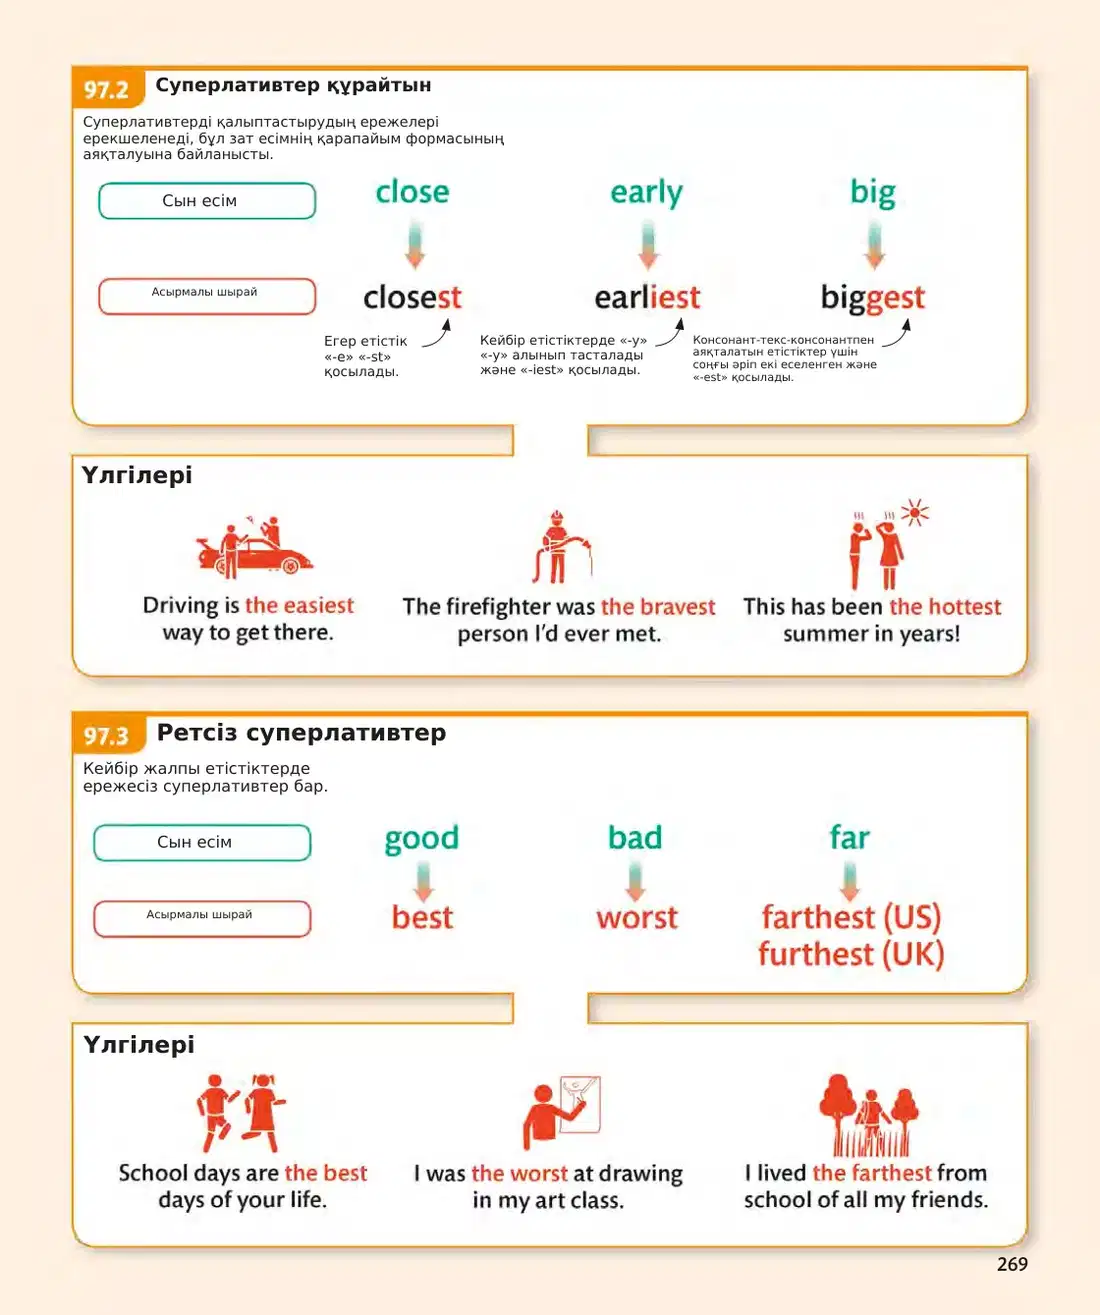 97.2 Суперлативтер құрайтын
Суперлативтерді қалыптастырудың ережелері
ерекшеленеді, бұл зат есімнің қарапайым формасының
аяқталуына байланысты.
Сын есім
close
early
big
Асырмалы шырай
closest
earliest
biggest
Егер етістік
«-e» «-st»
қосылады.
Кейбір етістіктерде «-y»
«-y» алынып тасталады
және «-iest» қосылады.
Консонант-текс-консонантпен
аяқталатын етістіктер үшін
соңғы әріп екі еселенген және
«-est» қосылады.
Үлгілері
Driving is the easiest
way to get there.
The firefighter was the bravest
person I'd ever met.
This has been the hottest
summer in years!
97.3 Ретсіз суперлативтер
Кейбір жалпы етістіктерде
ережесіз суперлативтер бар.
Сын есім
good
bad
far
Асырмалы шырай
best
worst
farthest (US)
furthest (UK)
Үлгілері
School days are the best
days of your life.
I was the worst at drawing
in my art class.
I lived the farthest from
school of all my friends.
269